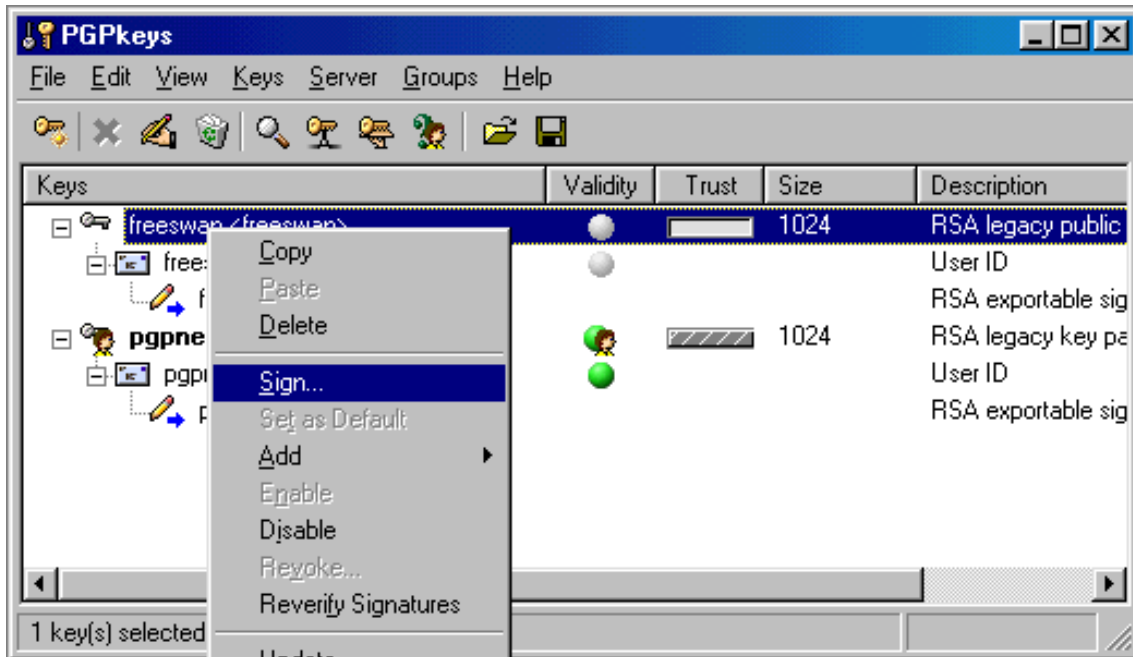 PGPkeys
File Edit View Keys Server Groups Help
Keys Validity Trust Size Description
freeswan <freeswan> 1024 RSA legacy public
User ID
RSA exportable sig
pgpne 1024 RSA legacy key pa
User ID
RSA exportable sig
Copy
Paste
Delete
Sign...
Set as Default
Add
Enable
Disable
Revoke...
Reverify Signatures
Update
1 key(s) selected